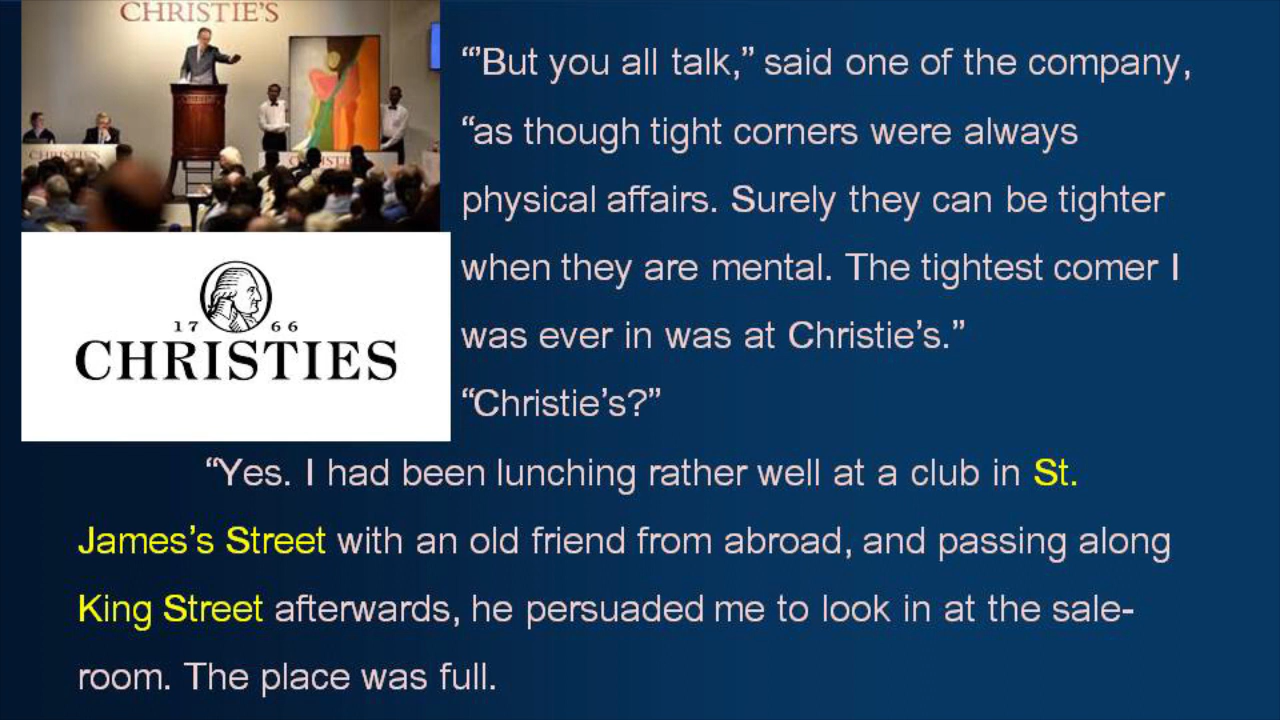 CHRISTIE'S
CHRISTIE'S
CHRISTI
17 66
CHRISTIES
“’But you all talk,” said one of the company,
“as though tight corners were always
physical affairs. Surely they can be tighter
when they are mental. The tightest comer I
was ever in was at Christie’s.”
“Christie’s?”
“Yes. I had been lunching rather well at a club in St.
James’s Street with an old friend from abroad, and passing along
King Street afterwards, he persuaded me to look in at the sale-
room. The place was full.